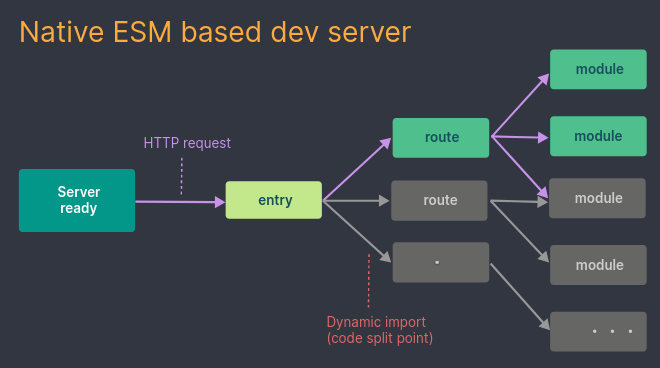 Native ESM based dev server
module
HTTP request
route
module
Server
ready
entry
route
module
·
module
Dynamic import
(code split point)
· · ·